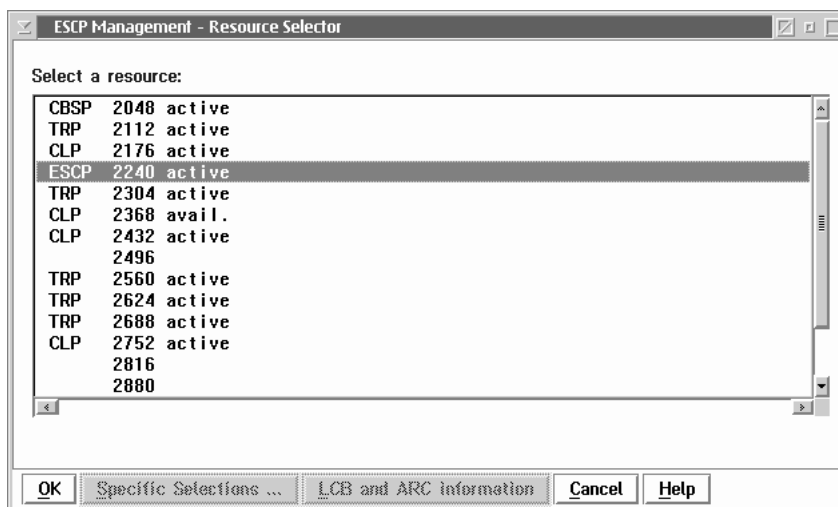 ESCP Management - Resource Selector
Select a resource:
CBSP 2048 active
TRP 2112 active
CLP 2176 active
ESCP 2240 active
TRP 2304 active
CLP 2368 avail.
CLP 2432 active
2496
TRP 2560 active
TRP 2624 active
TRP 2688 active
CLP 2752 active
2816
2880
OK Specific Selections ... LCB and ARC information Cancel Help